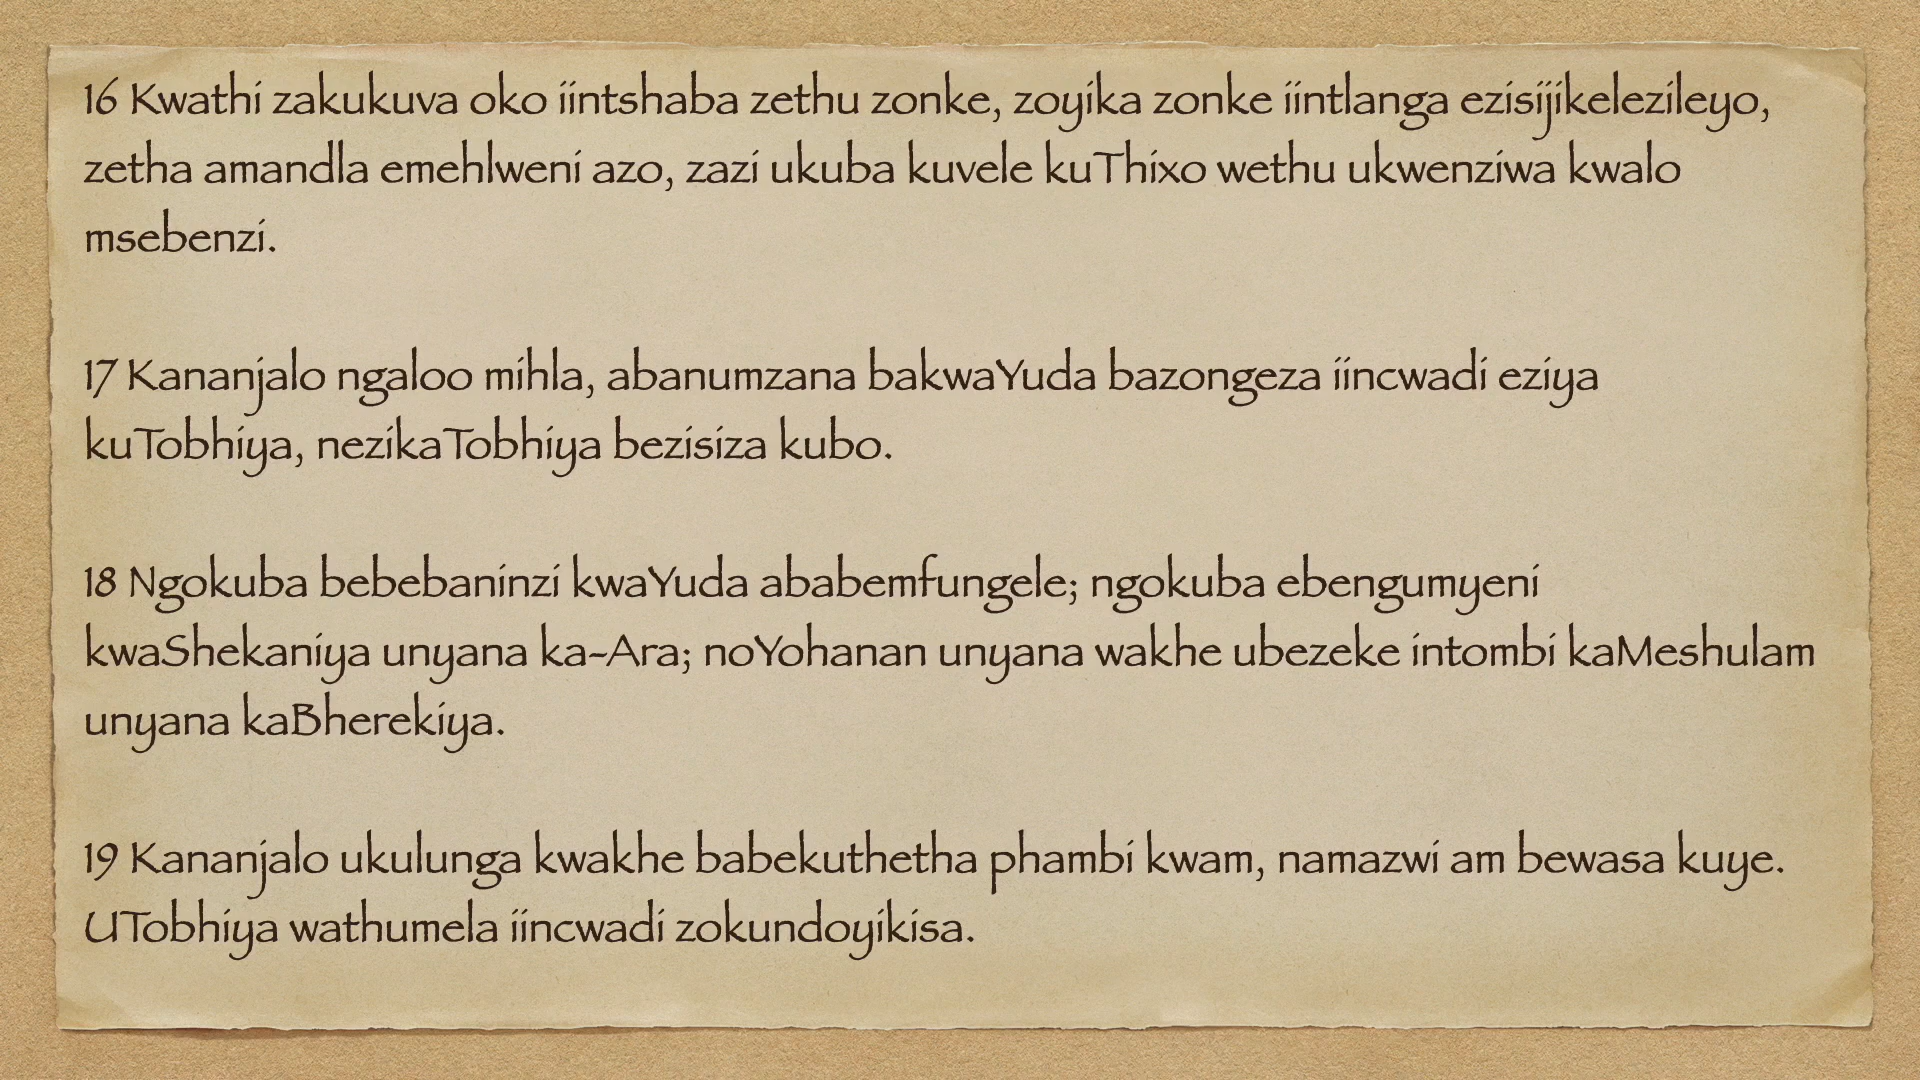 16 Kwathi zakukuva oko iintshaba zethu zonke, zoyika zonke iintlanga ezisijikelezileyo,
zetha amandla emehlweni azo, zazi ukuba kuvele kuThixo wethu ukwenziwa kwalo
msebenzi.
17 Kananjalo ngaloo mihla, abanumzana bakwaYuda bazongeza iincwadi eziya
kuTobhiya, nezikaTobhiya bezisiza kubo.
18 Ngokuba bebebaninzi kwaYuda ababemfungele; ngokuba ebengumyeni
kwaShekaniya unyana ka-Ara; noYohanan unyana wakhe ubezeke intombi kaMeshulam
unyana kaBherekiya.
19 Kananjalo ukulunga kwakhe babekuthetha phambi kwam, namazwi am bewasa kuye.
UTobhiya wathumela iincwadi zokundoyikisa.